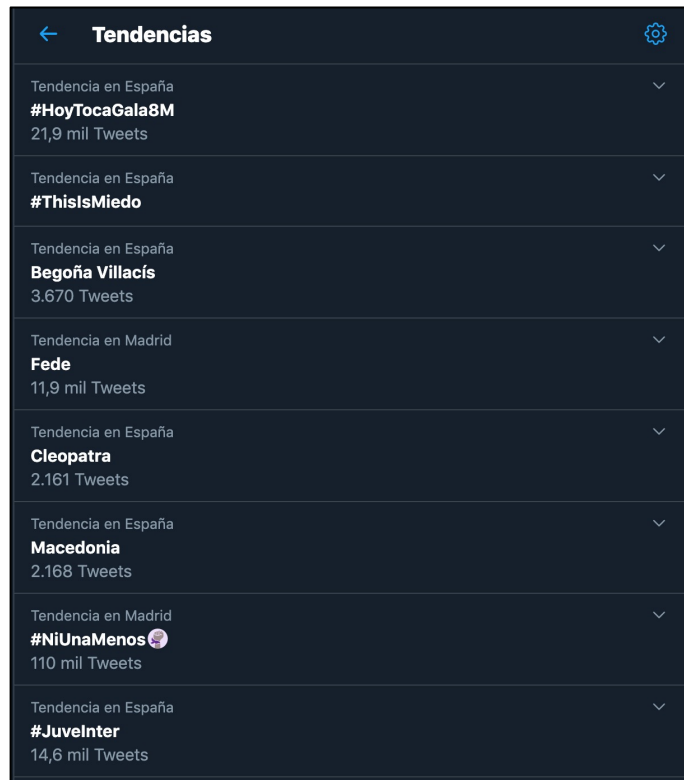 Tendencias
Tendencia en España
#HoyTocaGala8M
21,9 mil Tweets
Tendencia en España
#ThisIsMiedo
Tendencia en España
Begoña Villacís
3.670 Tweets
Tendencia en Madrid
Fede
11,9 mil Tweets
Tendencia en España
Cleopatra
2.161 Tweets
Tendencia en España
Macedonia
2.168 Tweets
Tendencia en Madrid
#NiUnaMenos
110 mil Tweets
Tendencia en España
#JuveInter
14,6 mil Tweets